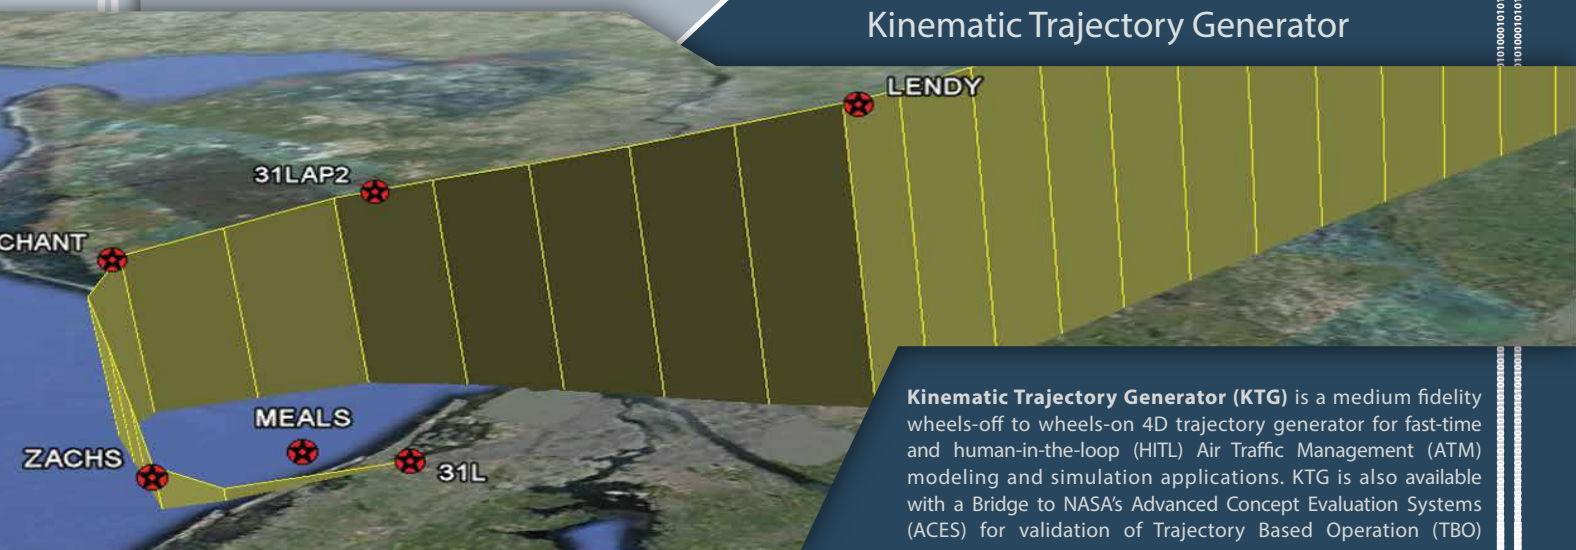 Kinematic Trajectory Generator
LENDY
31LAP2
CHANT
MEALS
ZACHS
31L
Kinematic Trajectory Generator (KTG) is a medium fidelity
wheels-off to wheels-on 4D trajectory generator for fast-time
and human-in-the-loop (HITL) Air Traffic Management (ATM)
modeling and simulation applications. KTG is also available
with a Bridge to NASA's Advanced Concept Evaluation Systems
(ACES) for validation of Trajectory Based Operation (TBO)